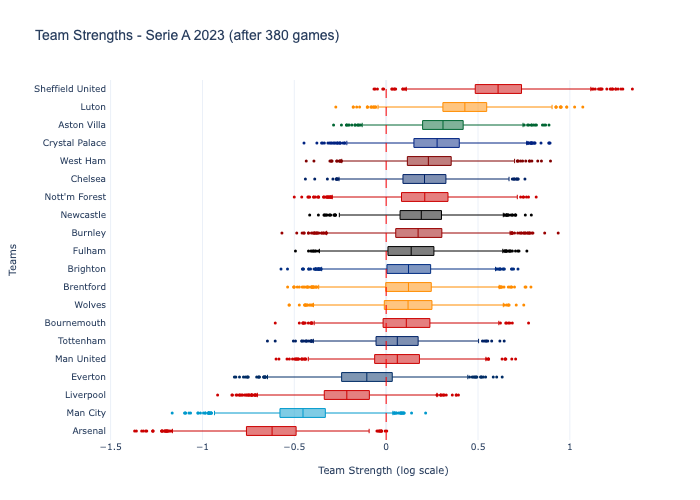 Team Strengths - Serie A 2023 (after 380 games)
Sheffield United
Luton
Aston Villa
Crystal Palace
West Ham
Chelsea
Nott'm Forest
Newcastle
Burnley
Fulham
Brighton
Brentford
Wolves
Bournemouth
Tottenham
Man United
Everton
Liverpool
Man City
Arsenal
Teams
−1.5 −1 −0.5 0 0.5 1
Team Strength (log scale)